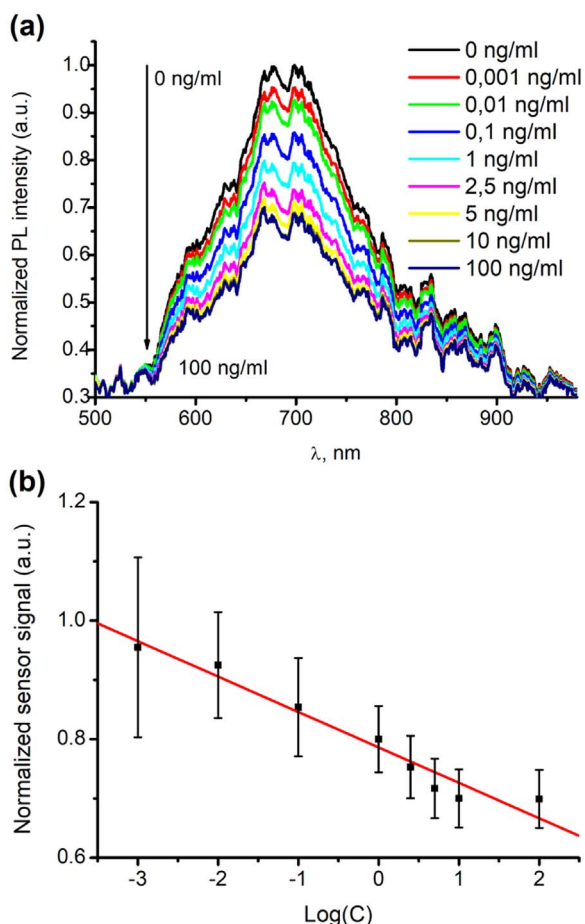 (a)
Normalized PL intensity (a.u.)
1.0
0.9
0.8
0.7
0.6
0.5
0.4
0.3
0 ng/ml
100 ng/ml
0 ng/ml
0,001 ng/ml
0,01 ng/ml
0,1 ng/ml
1 ng/ml
2,5 ng/ml
5 ng/ml
10 ng/ml
100 ng/ml
500 600 700 800 900
λ, nm
(b)
Normalized sensor signal (a.u.)
1.2
1.0
0.8
0.6
-3 -2 -1 0 1 2
Log(C)